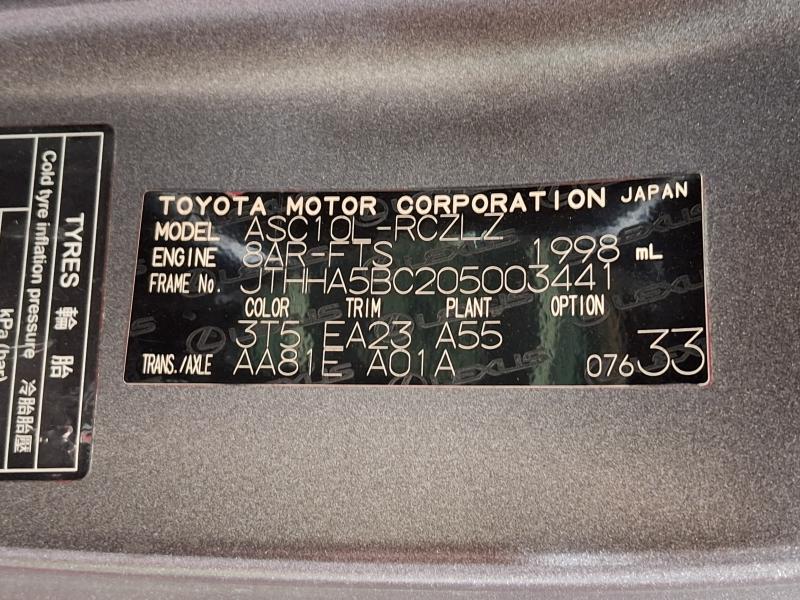 TOYOTA MOTOR CORPORATION JAPAN
MODEL ASC10L-RCZLZ
ENGINE 8AR-FTS 1998 mL
FRAME No. JTHHA5BC205003441
COLOR TRIM PLANT OPTION
3T5 EA23 A55
TRANS./AXLE AA81E A01A 07633
TYRES 輪胎
Cold tyre inflation pressure 冷胎胎壓
kPa (bar)
LEXUS